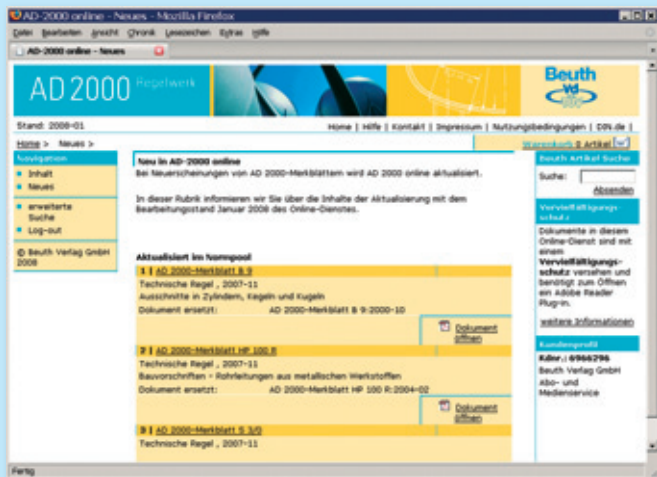 AD-2000 online - Neues - Mozilla Firefox
Datei Bearbeiten Ansicht Chronik Lesezeichen Extras Hilfe
AD-2000 online - Neues
AD 2000 Regelwerk
Beuth
Stand: 2008-01
Home | Hilfe | Kontakt | Impressum | Nutzungsbedingungen | DIN.de |
Home > Neues >
Warenkorb 0 Artikel
Navigation
Inhalt
Neues
erweiterte
Suche
Log-out
© Beuth Verlag GmbH
2008
Neu in AD-2000 online
Bei Neuerscheinungen von AD 2000-Merkblättern wird AD 2000 online aktualisiert.
In dieser Rubrik informieren wir Sie über die Inhalte der Aktualisierung mit dem
Bearbeitungsstand Januar 2008 des Online-Dienstes.
Aktualisiert im Normpool
1 | AD 2000-Merkblatt B 9
Technische Regel , 2007-11
Ausschnitte in Zylindern, Kegeln und Kugeln
Dokument ersetzt: AD 2000-Merkblatt B 9:2000-10
Dokument
öffnen
2 | AD 2000-Merkblatt HP 100 R
Technische Regel , 2007-11
Bauvorschriften - Rohrleitungen aus metallischen Werkstoffen
Dokument ersetzt: AD 2000-Merkblatt HP 100 R:2004-02
Dokument
öffnen
3 | AD 2000-Merkblatt S 3/0
Technische Regel , 2007-11
Beuth Artikel Suche
Suche:
Absenden
Vervielfältigungs-
schutz
Dokumente in diesem
Online-Dienst sind mit
einem
Vervielfältigungs-
schutz versehen und
benötigt zum Öffnen
ein Adobe Reader
Plug-in.
weitere Informationen
Kundenprofil
Kdnr.: 6966296
Beuth Verlag GmbH
Abo- und
Medienservice
Fertig